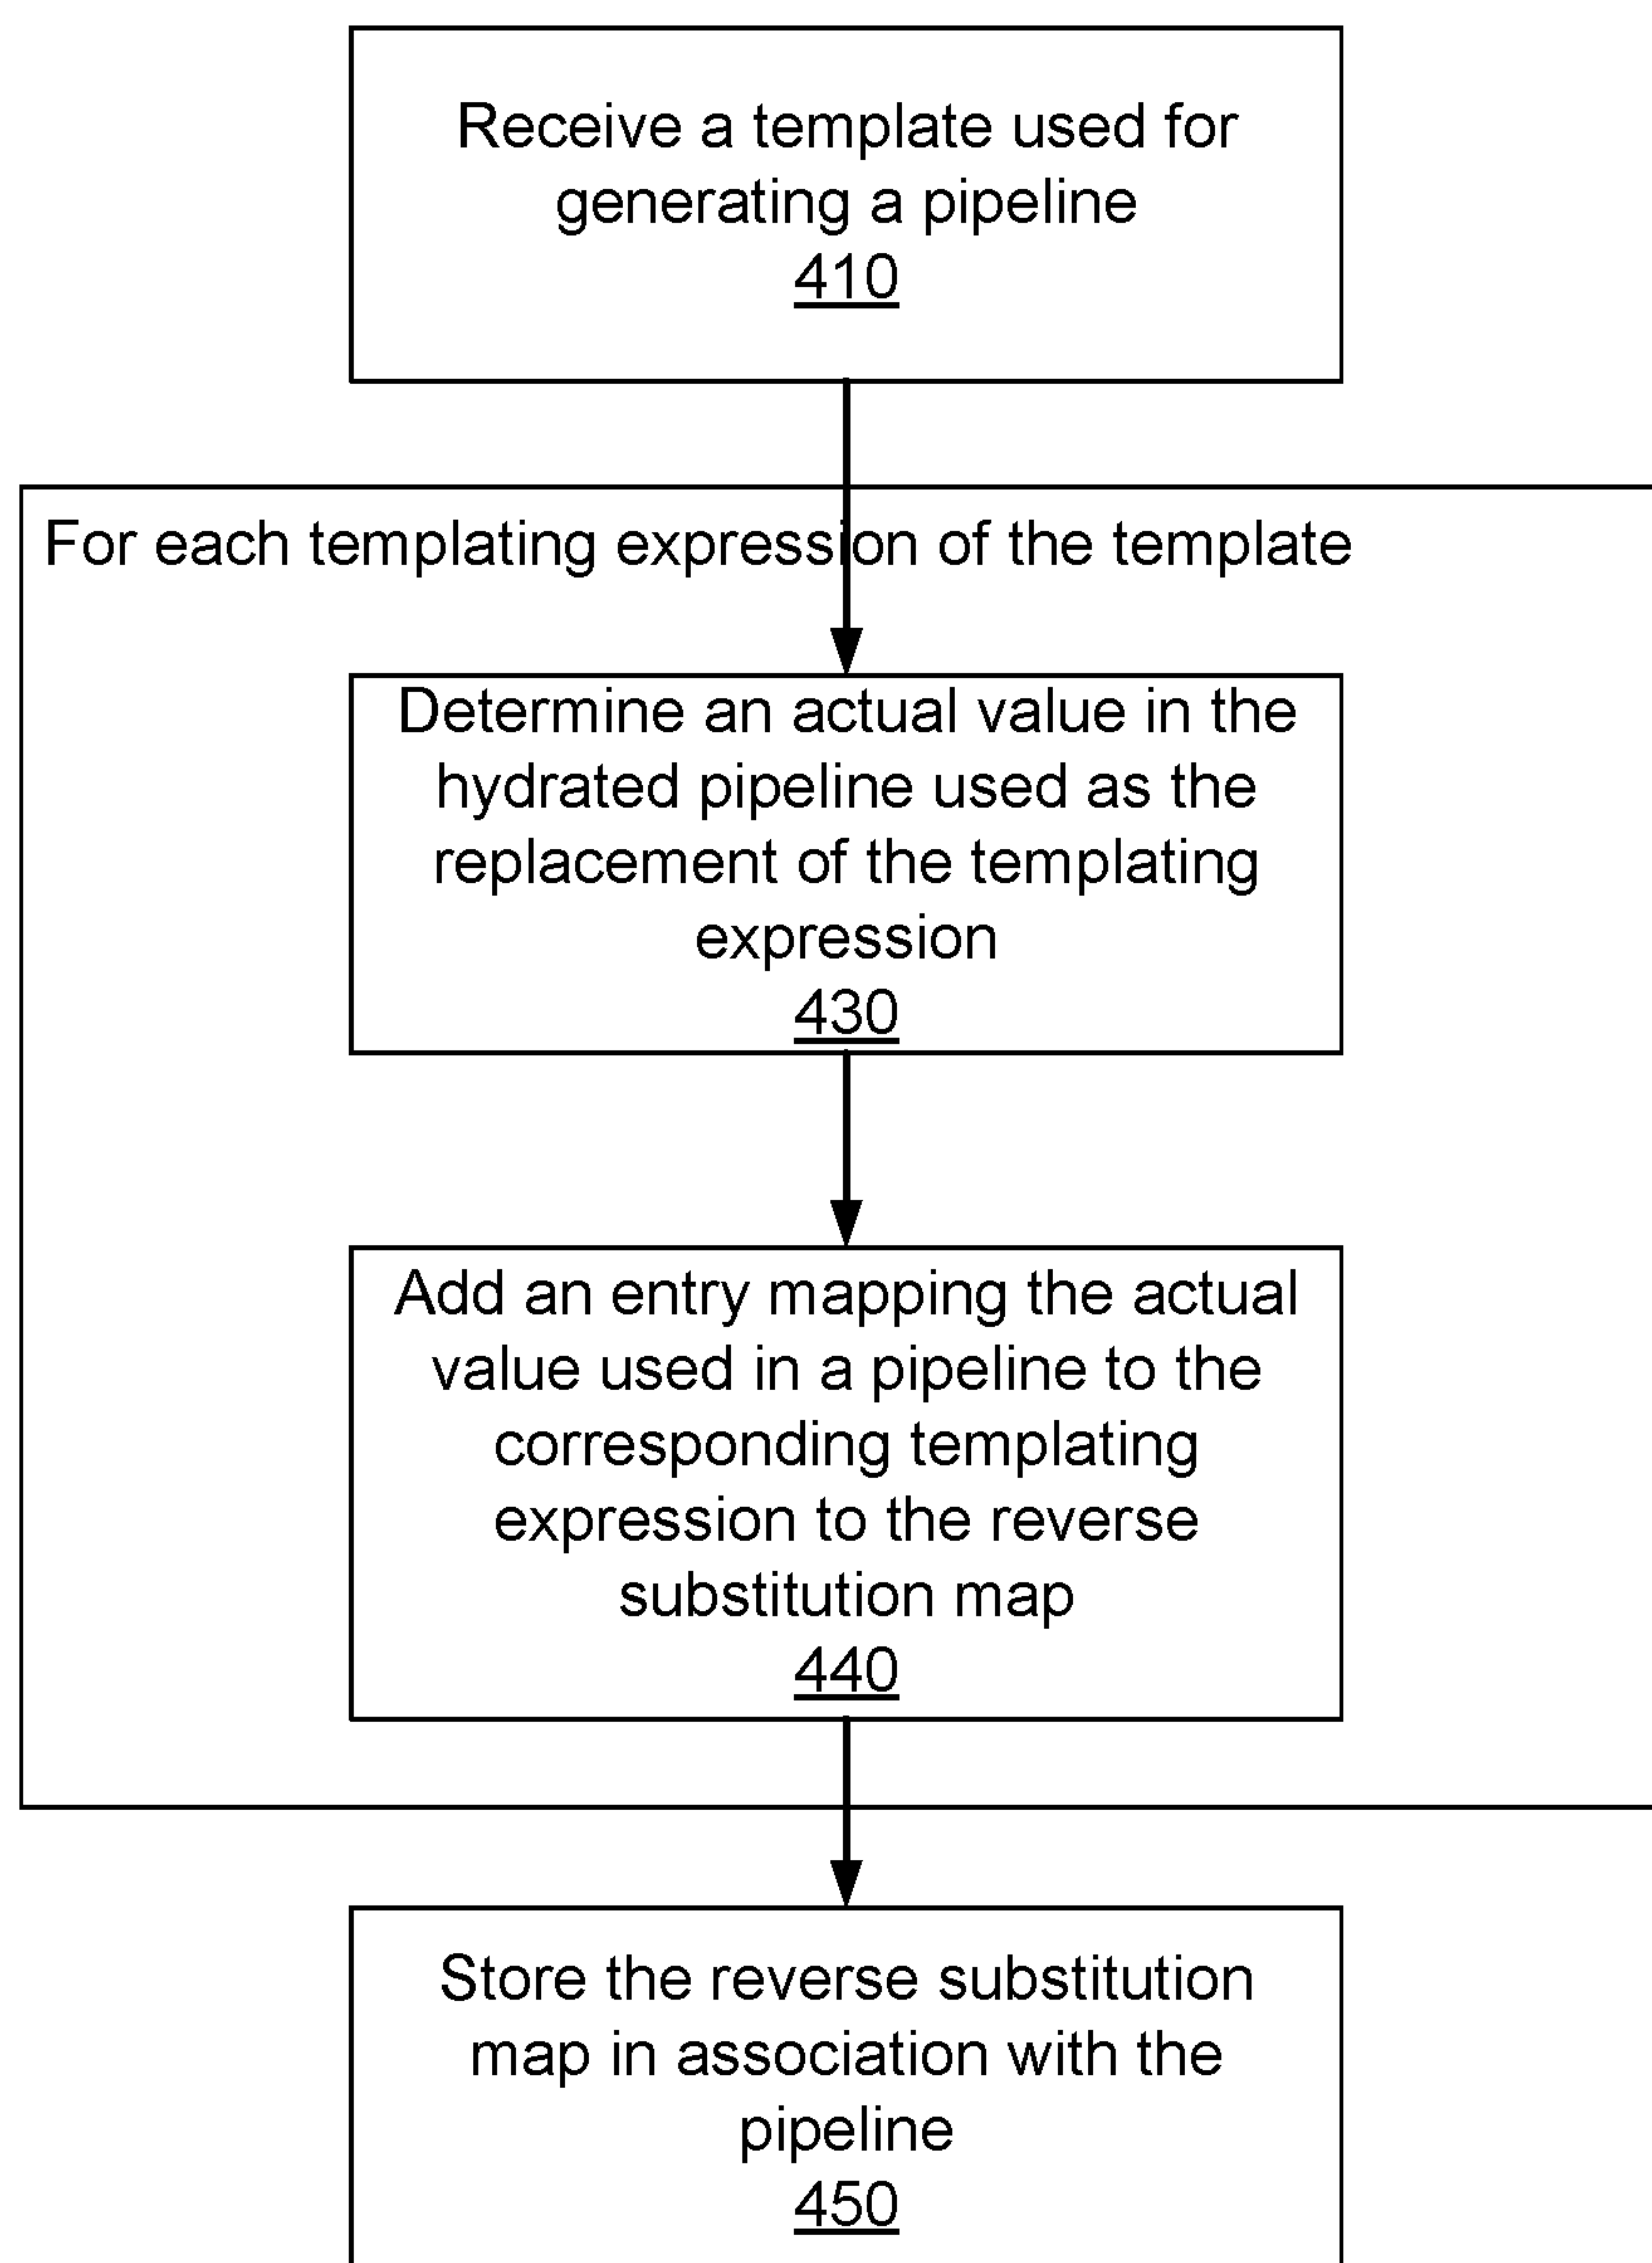 Receive a template used for
generating a pipeline
410
For each templating expression of the template
Determine an actual value in the
hydrated pipeline used as the
replacement of the templating
expression
430
Add an entry mapping the actual
value used in a pipeline to the
corresponding templating
expression to the reverse
substitution map
440
Store the reverse substitution
map in association with the
pipeline
450